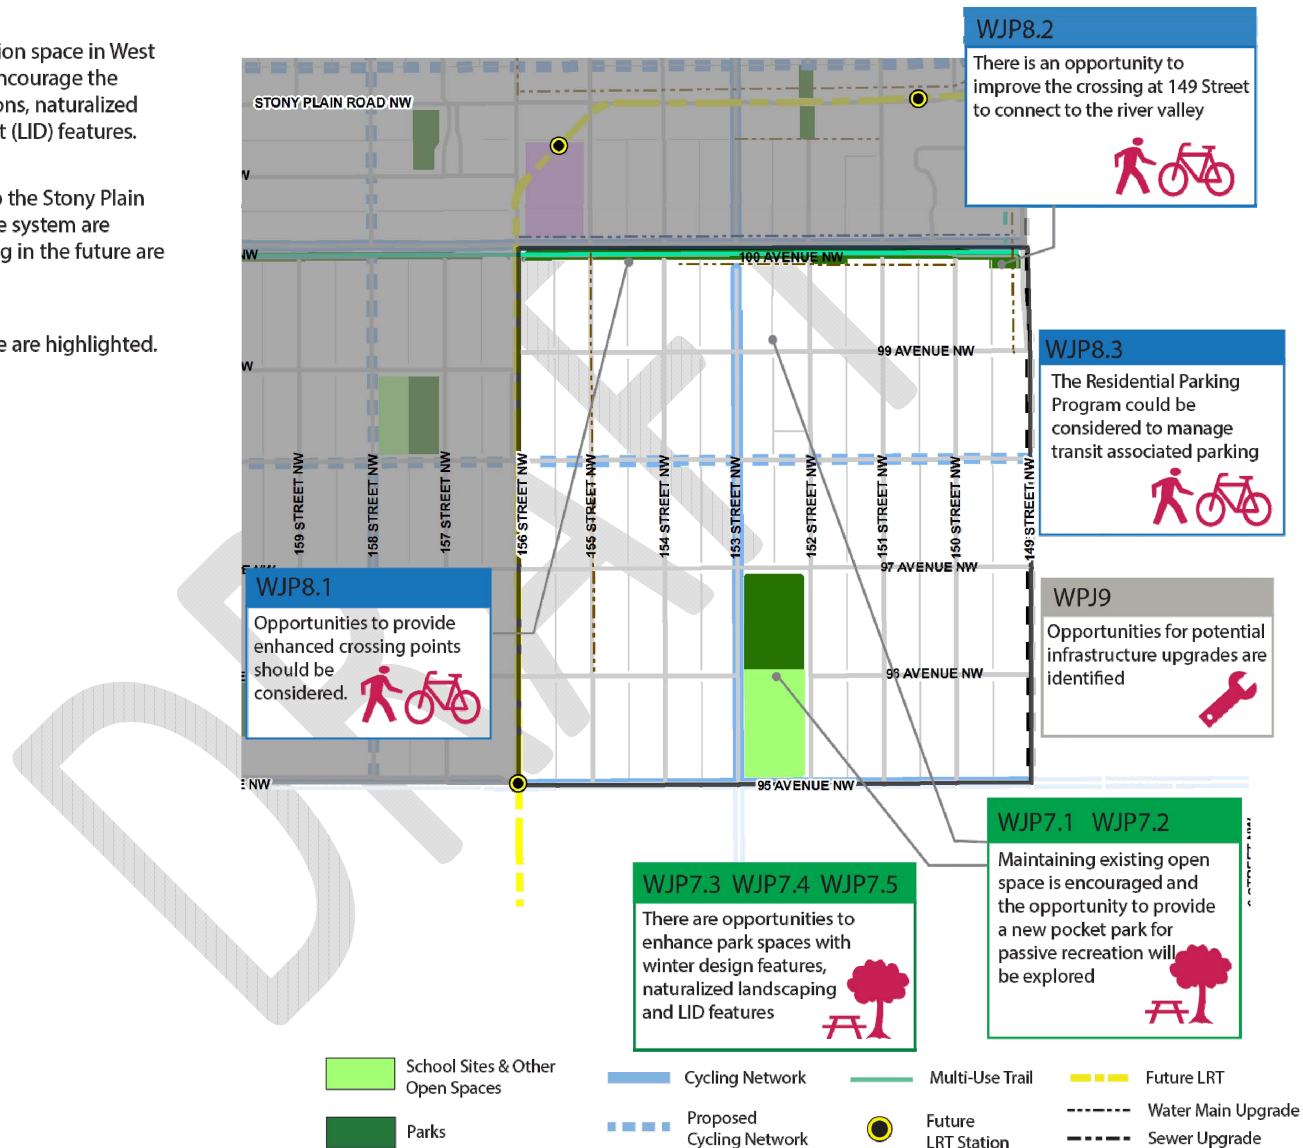 ion space in West
ncourage the
ons, naturalized
t (LID) features.
o the Stony Plain
e system are
g in the future are
e are highlighted.
WJP8.2
There is an opportunity to
improve the crossing at 149 Street
to connect to the river valley
STONY PLAIN ROAD NW
W
NW
100 AVENUE NW
99 AVENUE NW
W
WJP8.3
The Residential Parking
Program could be
considered to manage
transit associated parking
159 STREET NW
158 STREET NW
157 STREET NW
156 STREET NW
155 STREET NW
154 STREET NW
153 STREET NW
152 STREET NW
151 STREET NW
150 STREET NW
149 STREET NW
97 AVENUE NW
E NW
WJP8.1
Opportunities to provide
enhanced crossing points
should be
considered.
WPJ9
Opportunities for potential
infrastructure upgrades are
identified
96 AVENUE NW
E
E NW
95 AVENUE NW
DRAFT
WJP7.1 WJP7.2
Maintaining existing open
space is encouraged and
the opportunity to provide
a new pocket park for
passive recreation will
be explored
STREET NW
WJP7.3 WJP7.4 WJP7.5
There are opportunities to
enhance park spaces with
winter design features,
naturalized landscaping
and LID features
School Sites & Other
Open Spaces
Parks
Cycling Network
Proposed
Cycling Network
Multi-Use Trail
Future
LRT Station
Future LRT
Water Main Upgrade
Sewer Upgrade